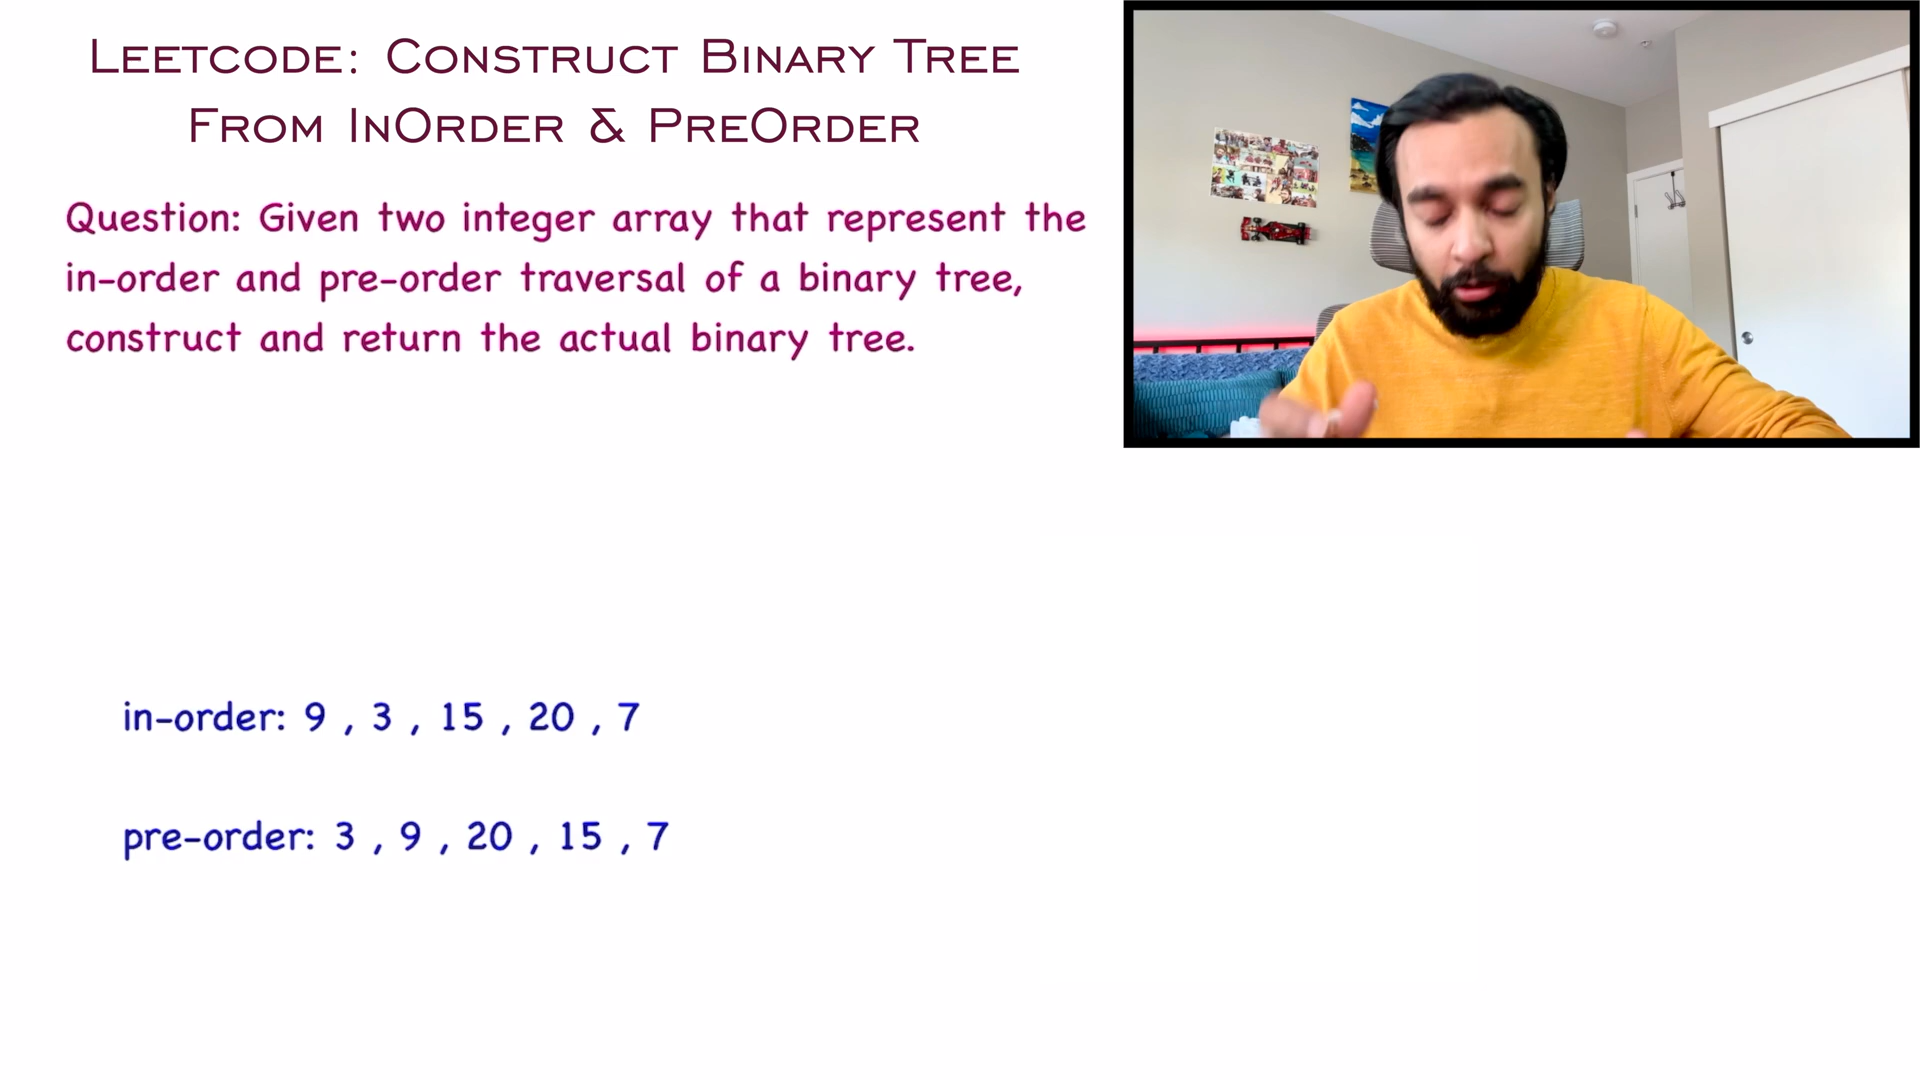 Leetcode: Construct Binary Tree
From InOrder & PreOrder
Question: Given two integer array that represent the
in-order and pre-order traversal of a binary tree,
construct and return the actual binary tree.
in-order: 9 , 3 , 15 , 20 , 7
pre-order: 3 , 9 , 20 , 15 , 7